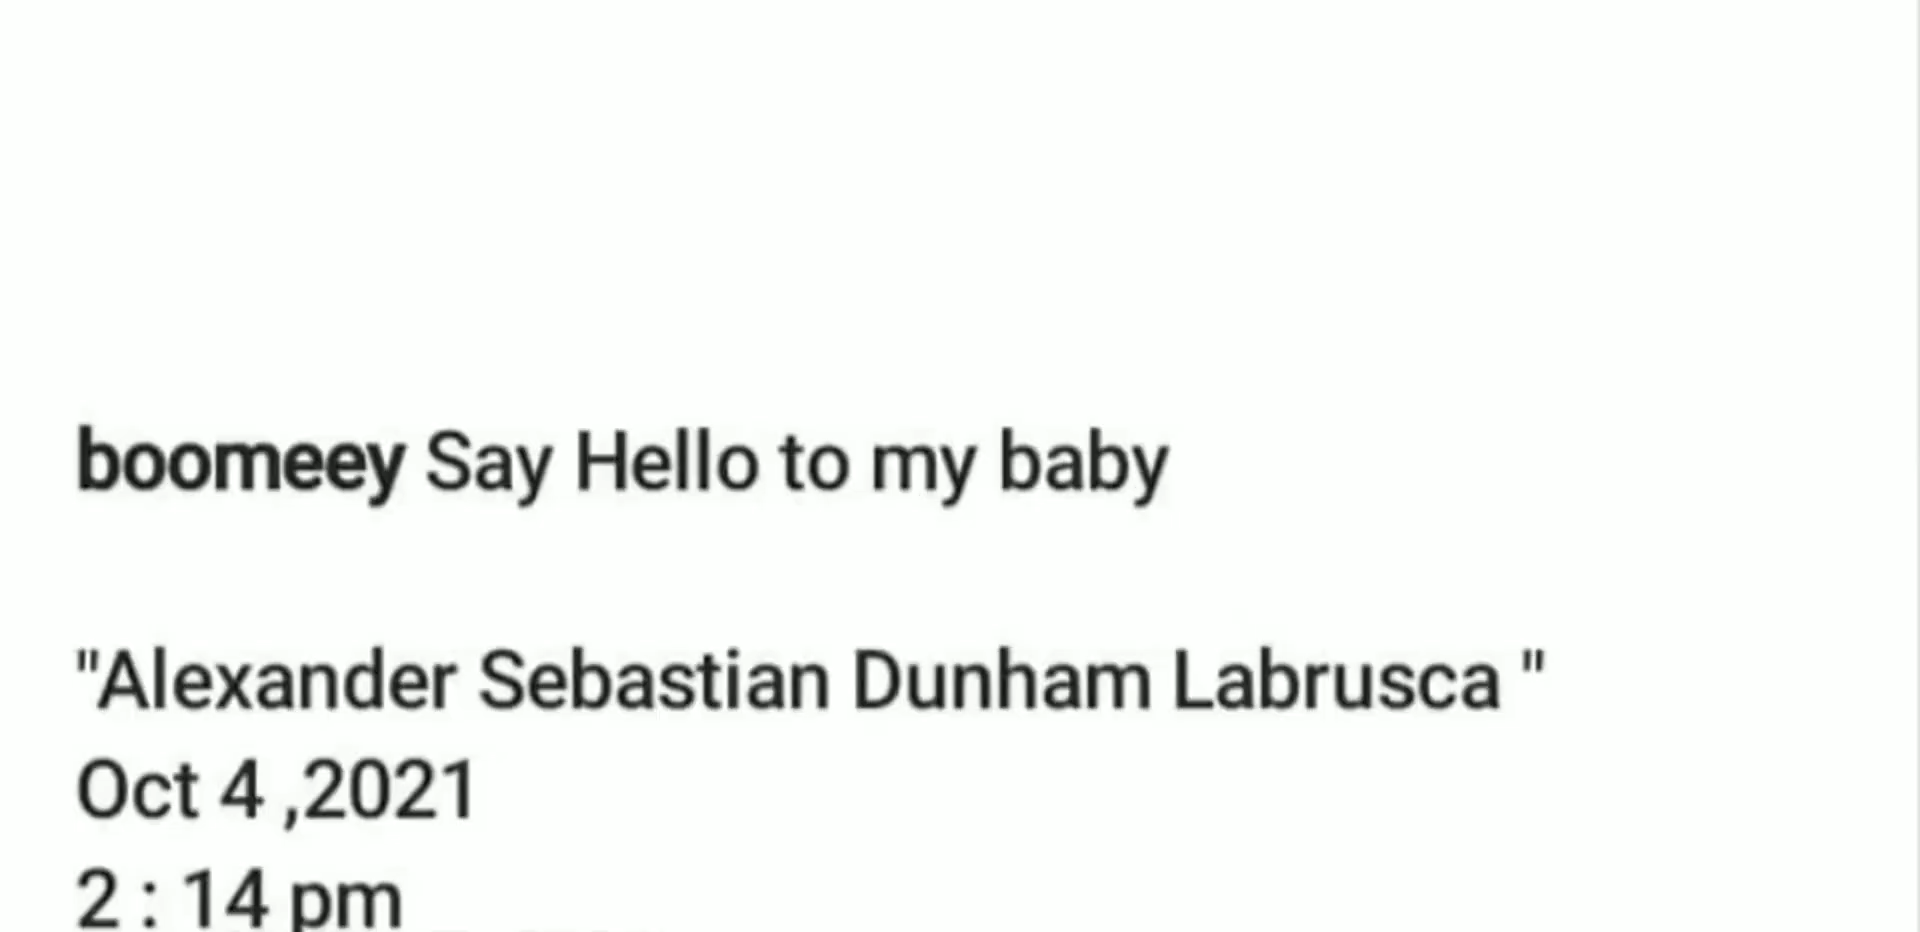 boomeey Say Hello to my baby
"Alexander Sebastian Dunham Labrusca "
Oct 4 ,2021
2 : 14 pm